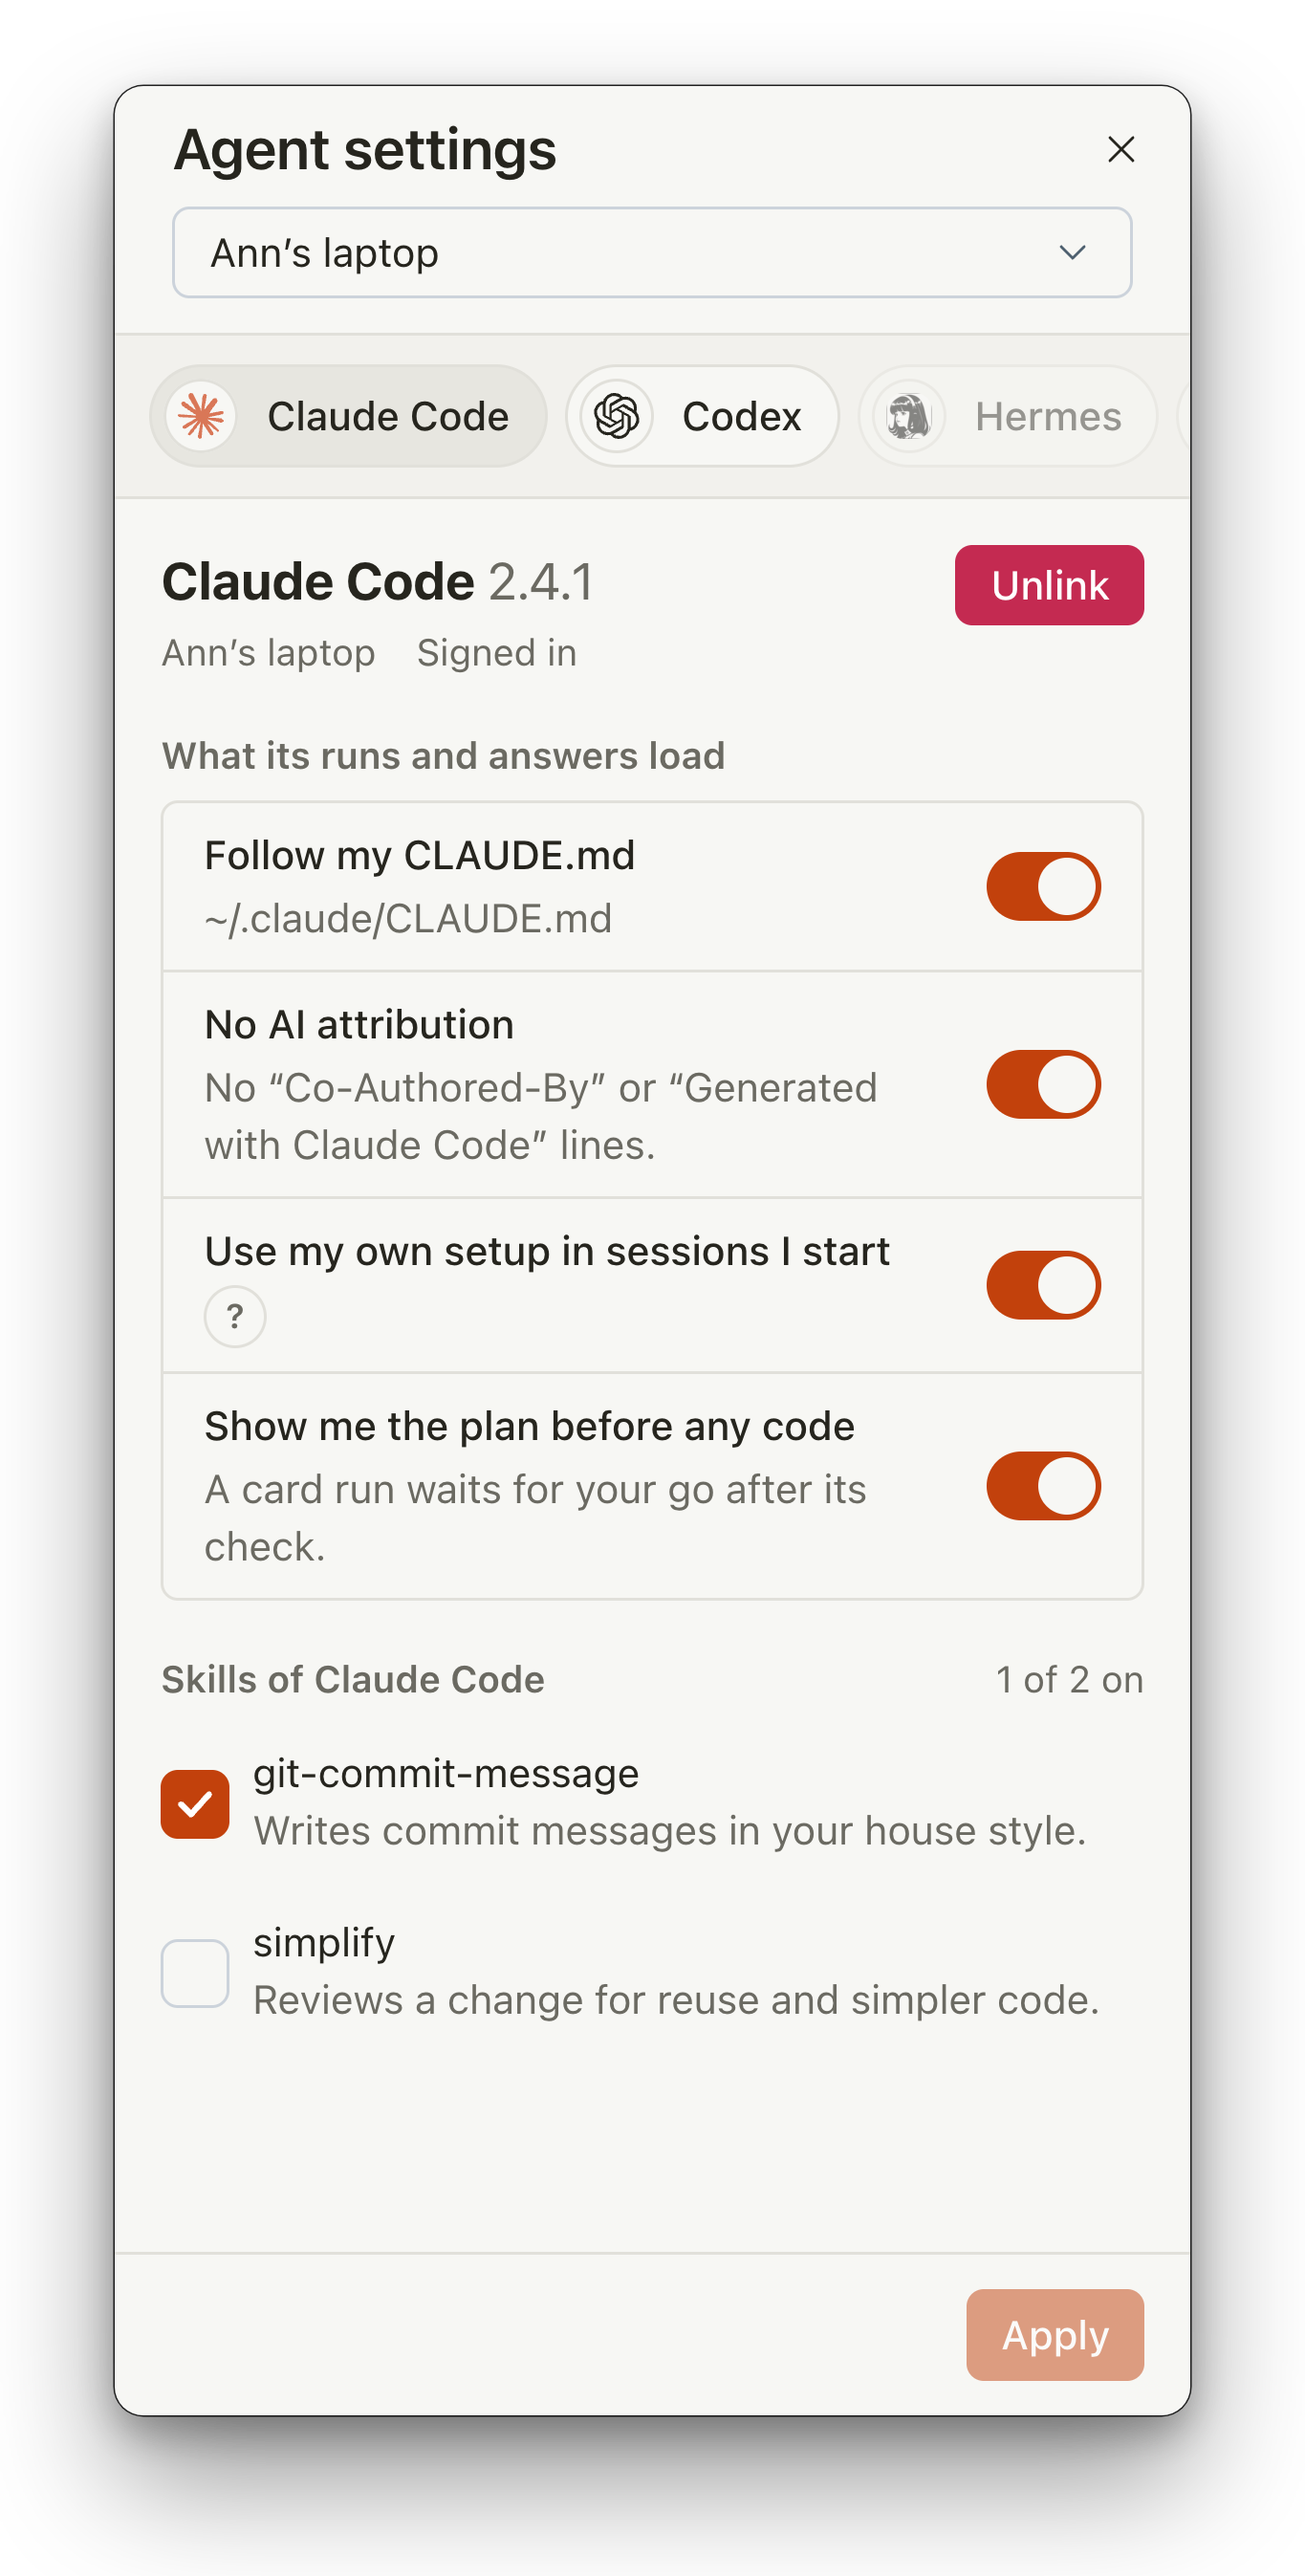 Agent settings
Ann’s laptop
Claude Code
Codex
Hermes
Claude Code 2.4.1
Unlink
Ann’s laptop Signed in
What its runs and answers load
Follow my CLAUDE.md
~/.claude/CLAUDE.md
No AI attribution
No “Co-Authored-By” or “Generated
with Claude Code” lines.
Use my own setup in sessions I start
?
Show me the plan before any code
A card run waits for your go after its
check.
Skills of Claude Code
1 of 2 on
git-commit-message
Writes commit messages in your house style.
simplify
Reviews a change for reuse and simpler code.
Apply